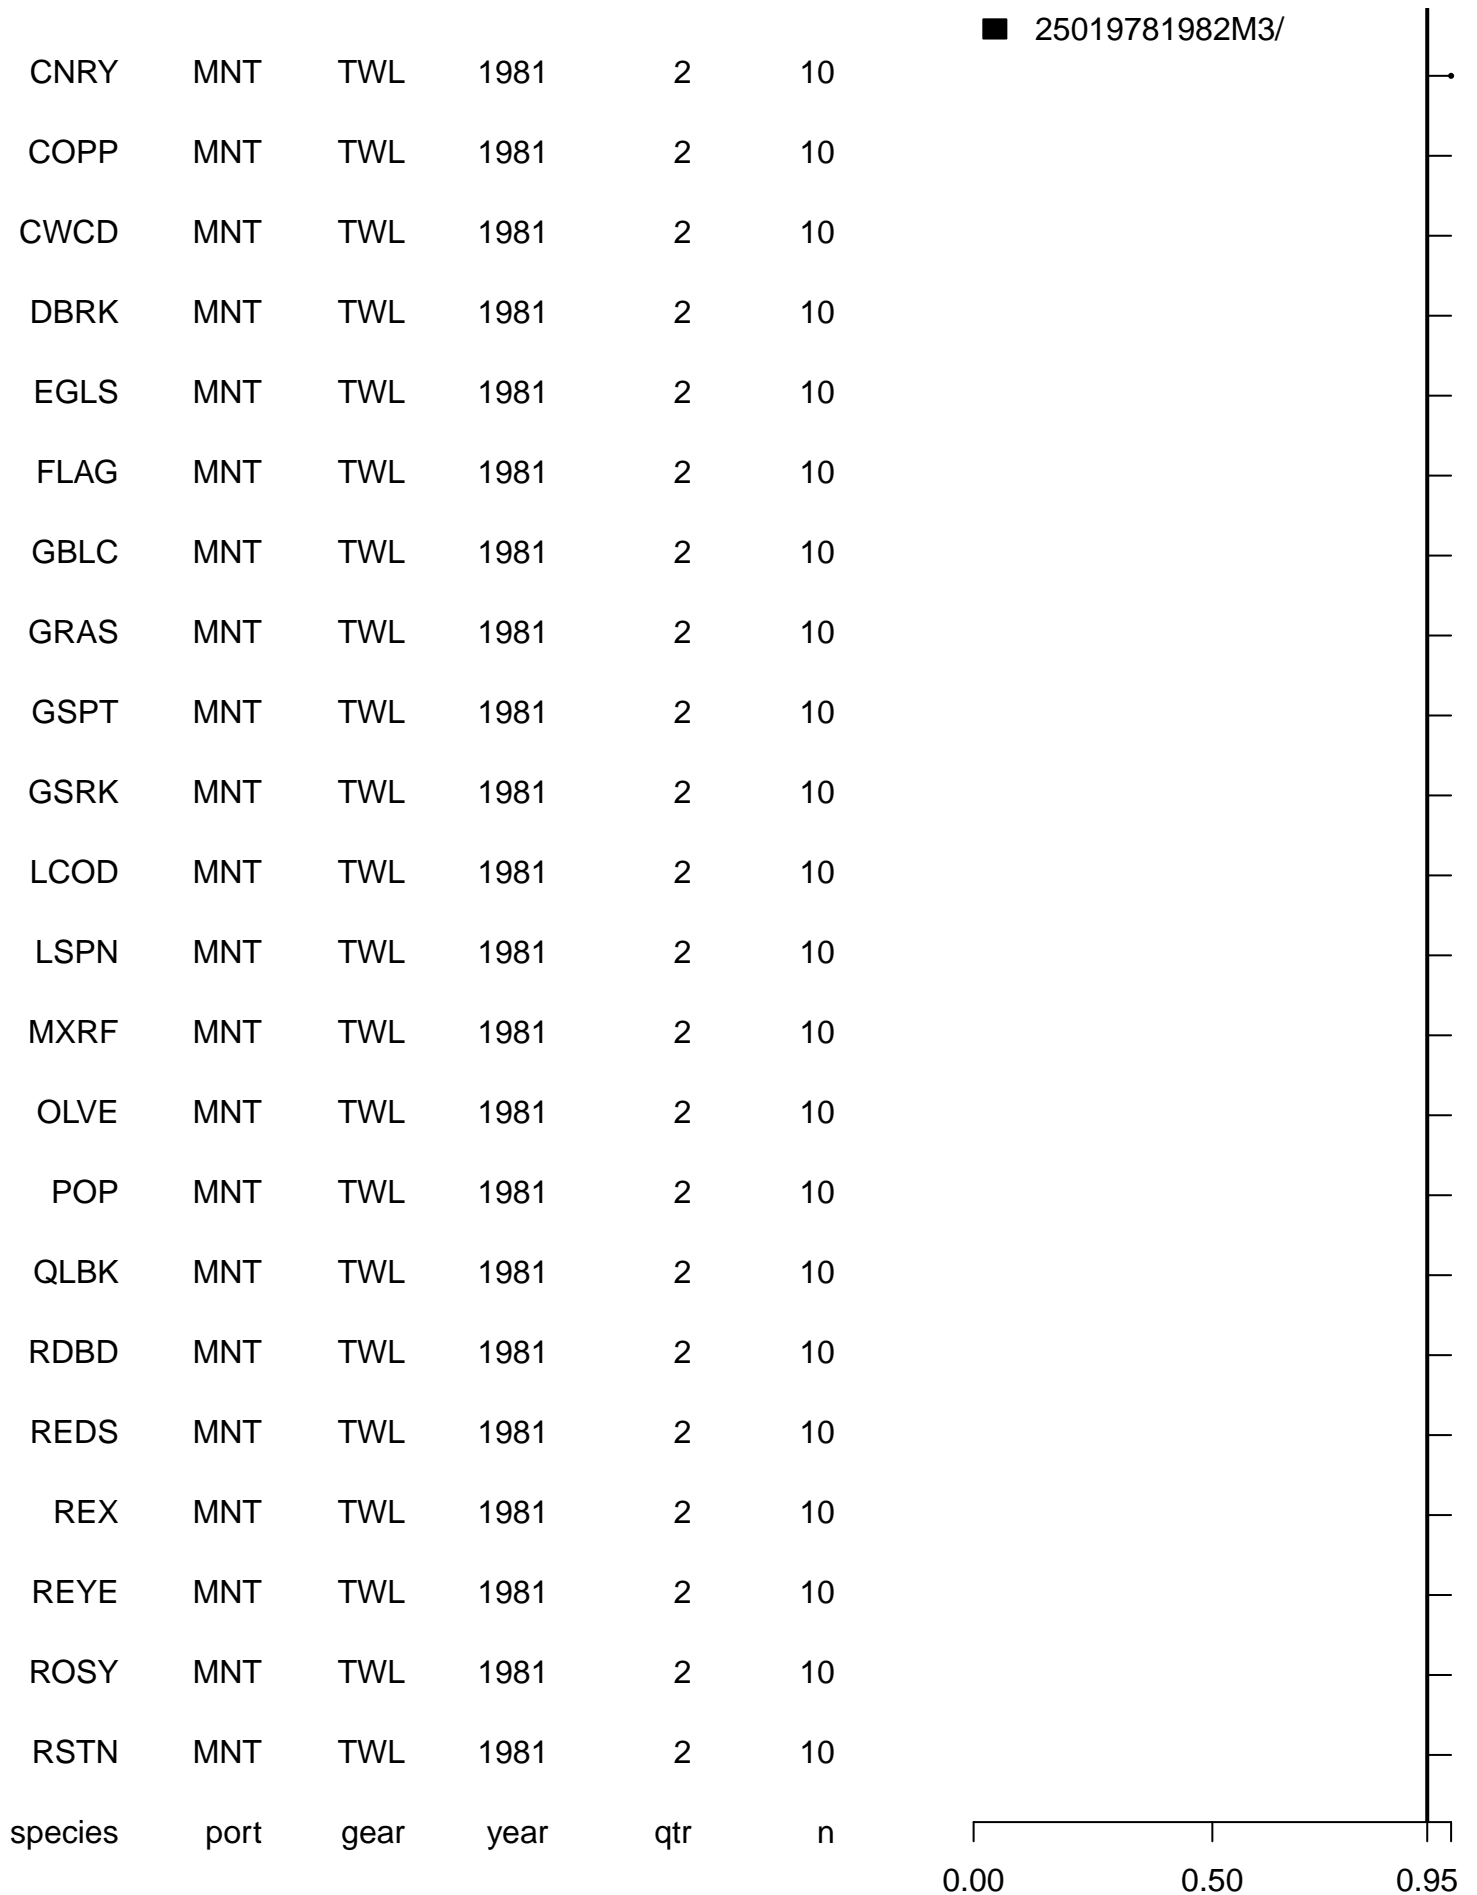 25019781982M3/
CNRY MNT TWL 1981 2 10
COPP MNT TWL 1981 2 10
CWCD MNT TWL 1981 2 10
DBRK MNT TWL 1981 2 10
EGLS MNT TWL 1981 2 10
FLAG MNT TWL 1981 2 10
GBLC MNT TWL 1981 2 10
GRAS MNT TWL 1981 2 10
GSPT MNT TWL 1981 2 10
GSRK MNT TWL 1981 2 10
LCOD MNT TWL 1981 2 10
LSPN MNT TWL 1981 2 10
MXRF MNT TWL 1981 2 10
OLVE MNT TWL 1981 2 10
POP MNT TWL 1981 2 10
QLBK MNT TWL 1981 2 10
RDBD MNT TWL 1981 2 10
REDS MNT TWL 1981 2 10
REX MNT TWL 1981 2 10
REYE MNT TWL 1981 2 10
ROSY MNT TWL 1981 2 10
RSTN MNT TWL 1981 2 10
species port gear year qtr n
0.00 0.50 0.95